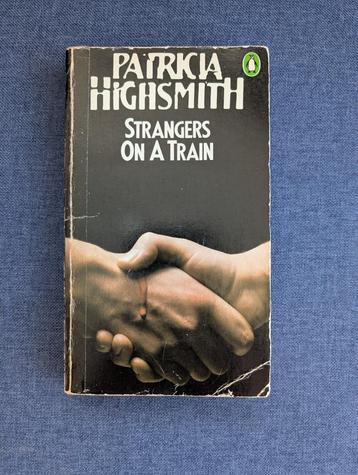 PATRICIA
HIGHSMITH
STRANGERS
ON A TRAIN